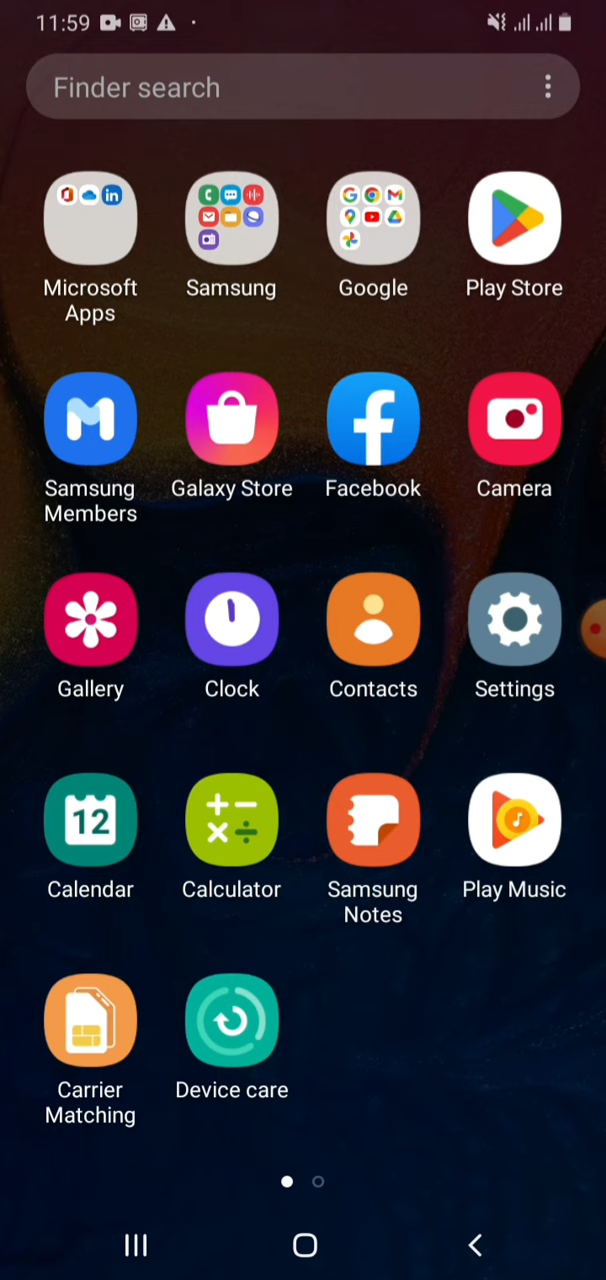 11:59
Finder search
Microsoft Apps
Samsung
Google
Play Store
Samsung Members
Galaxy Store
Facebook
Camera
Gallery
Clock
Contacts
Settings
12
Calendar
Calculator
Samsung Notes
Play Music
Carrier Matching
Device care